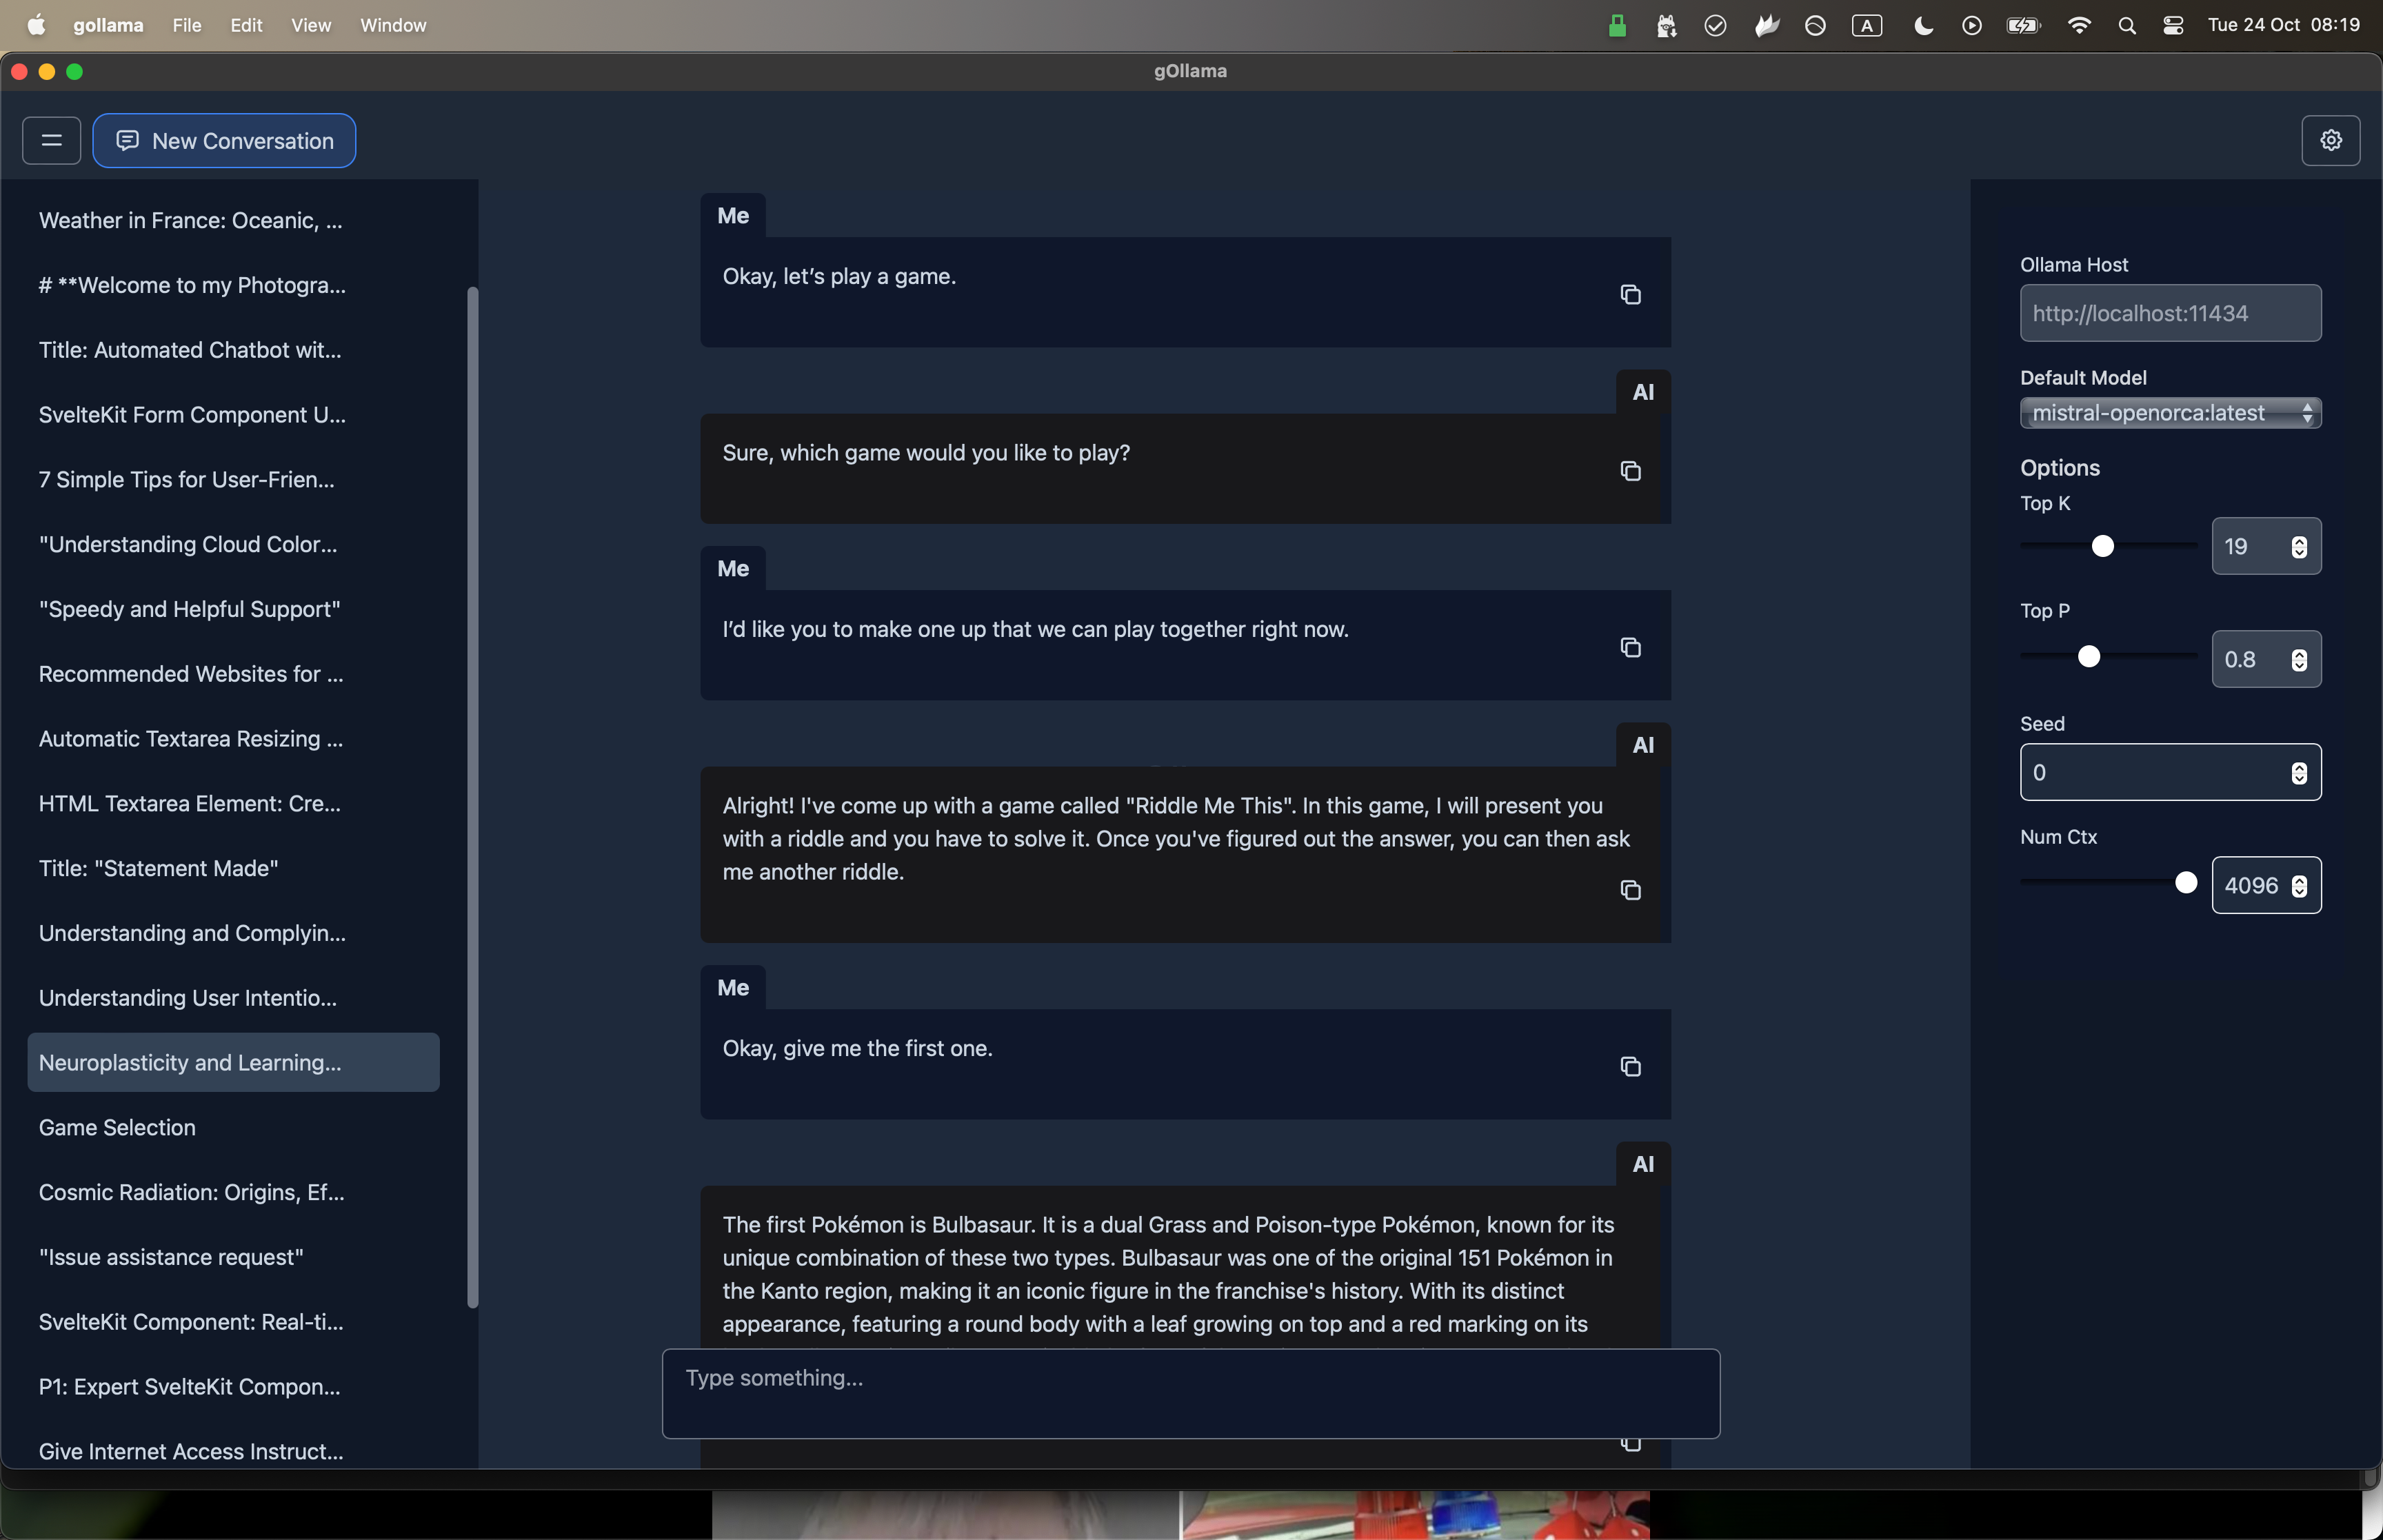 gollama File Edit View Window
A
Tue 24 Oct 08:19
gOllama
New Conversation
Weather in France: Oceanic, ...
# **Welcome to my Photogra...
Title: Automated Chatbot wit...
SvelteKit Form Component U...
7 Simple Tips for User-Frien...
"Understanding Cloud Color...
"Speedy and Helpful Support"
Recommended Websites for ...
Automatic Textarea Resizing ...
HTML Textarea Element: Cre...
Title: "Statement Made"
Understanding and Complyin...
Understanding User Intentio...
Neuroplasticity and Learning...
Game Selection
Cosmic Radiation: Origins, Ef...
"Issue assistance request"
SvelteKit Component: Real-ti...
P1: Expert SvelteKit Compon...
Give Internet Access Instruct...
Me
Okay, let’s play a game.
AI
Sure, which game would you like to play?
Me
I’d like you to make one up that we can play together right now.
AI
Alright! I've come up with a game called "Riddle Me This". In this game, I will present you
with a riddle and you have to solve it. Once you've figured out the answer, you can then ask
me another riddle.
Me
Okay, give me the first one.
AI
The first Pokémon is Bulbasaur. It is a dual Grass and Poison-type Pokémon, known for its
unique combination of these two types. Bulbasaur was one of the original 151 Pokémon in
the Kanto region, making it an iconic figure in the franchise's history. With its distinct
appearance, featuring a round body with a leaf growing on top and a red marking on its
Type something...
Ollama Host
http://localhost:11434
Default Model
mistral-openorca:latest
Options
Top K
19
Top P
0.8
Seed
0
Num Ctx
4096